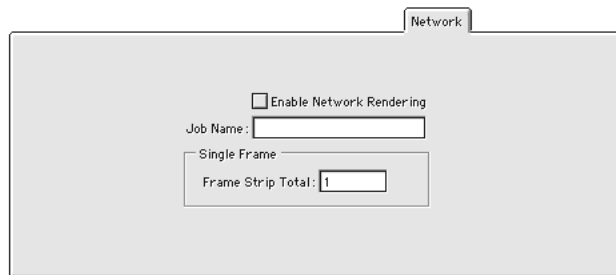 Network
Enable Network Rendering
Job Name:
Single Frame
Frame Strip Total: 1